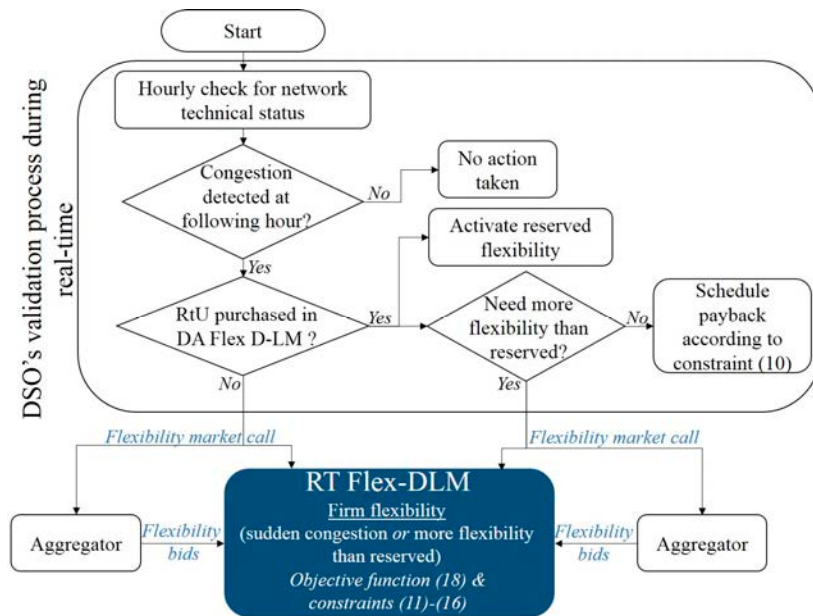 Start
DSO's validation process during
real-time
Hourly check for network
technical status
Congestion
detected at
following hour?
No
No action
taken
Yes
Activate reserved
flexibility
RtU purchased in
DA Flex D-LM ?
Yes
Need more
flexibility than
reserved?
No
Schedule
payback
according to
constraint (10)
No
Yes
Flexibility market call
Flexibility market call
RT Flex-DLM
Firm flexibility
(sudden congestion or more flexibility
than reserved)
Objective function (18) &
constraints (11)-(16)
Aggregator
Flexibility
bids
Flexibility
bids
Aggregator